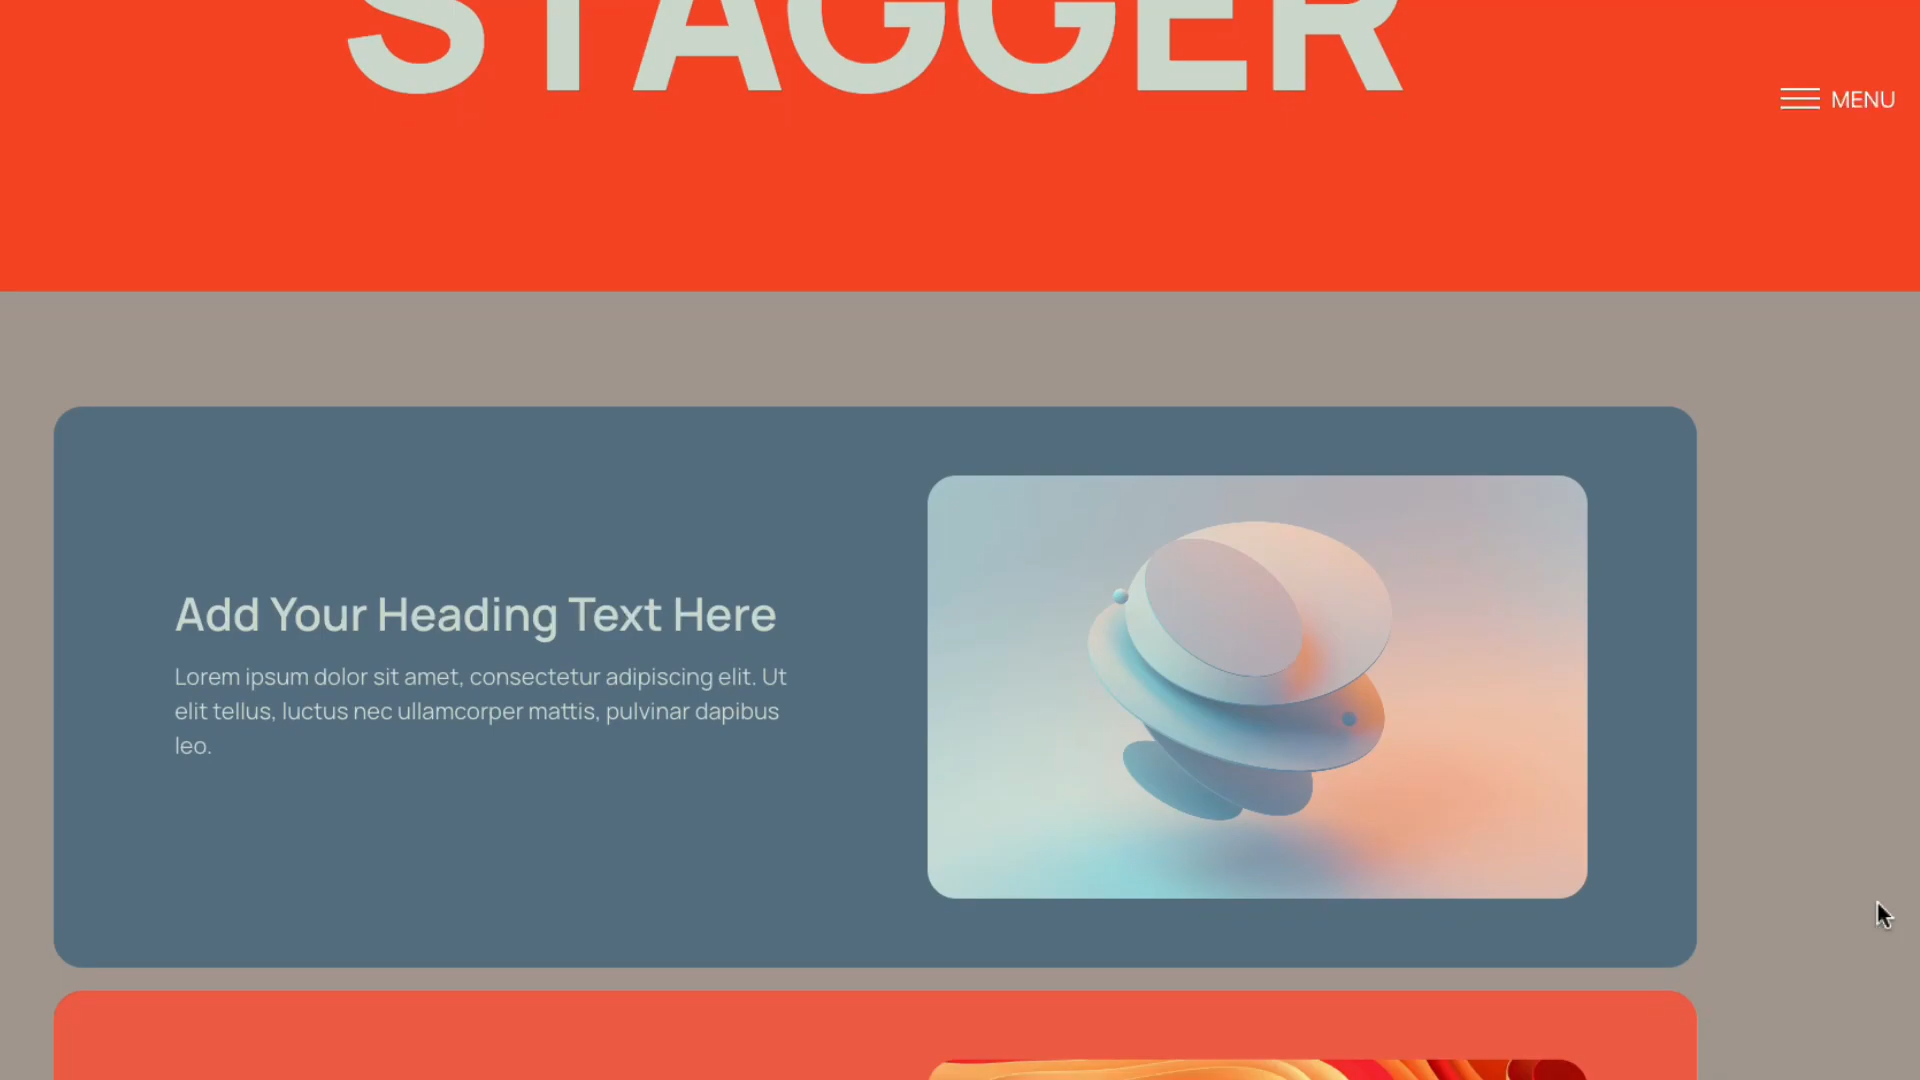 STAGGER
MENU
Add Your Heading Text Here
Lorem ipsum dolor sit amet, consectetur adipiscing elit. Ut
elit tellus, luctus nec ullamcorper mattis, pulvinar dapibus
leo.